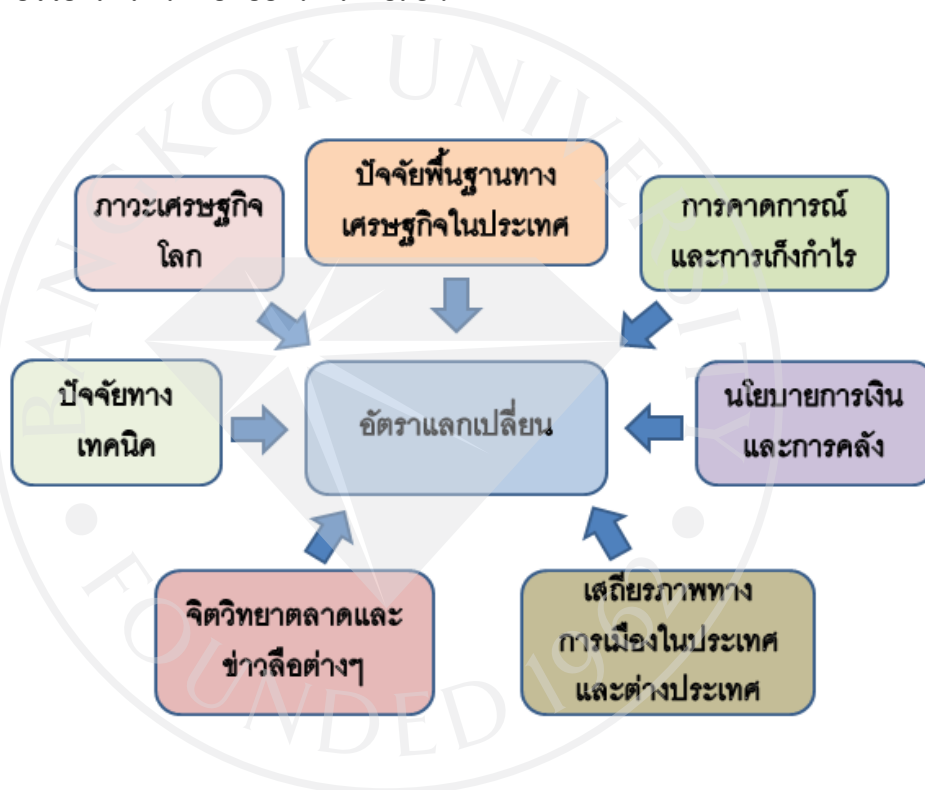 BANGKOK UNIVERSITY
ปัจจัยพื้นฐานทาง
เศรษฐกิจในประเทศ
ภาวะเศรษฐกิจ
โลก
การคาดการณ์
และการเก็งกำไร
ปัจจัยทาง
เทคนิค
อัตราแลกเปลี่ยน
นโยบายการเงิน
และการคลัง
จิตวิทยาตลาดและ
ข่าวลือต่างๆ
เสถียรภาพทาง
การเมืองในประเทศ
และต่างประเทศ
FOUNDED 1962